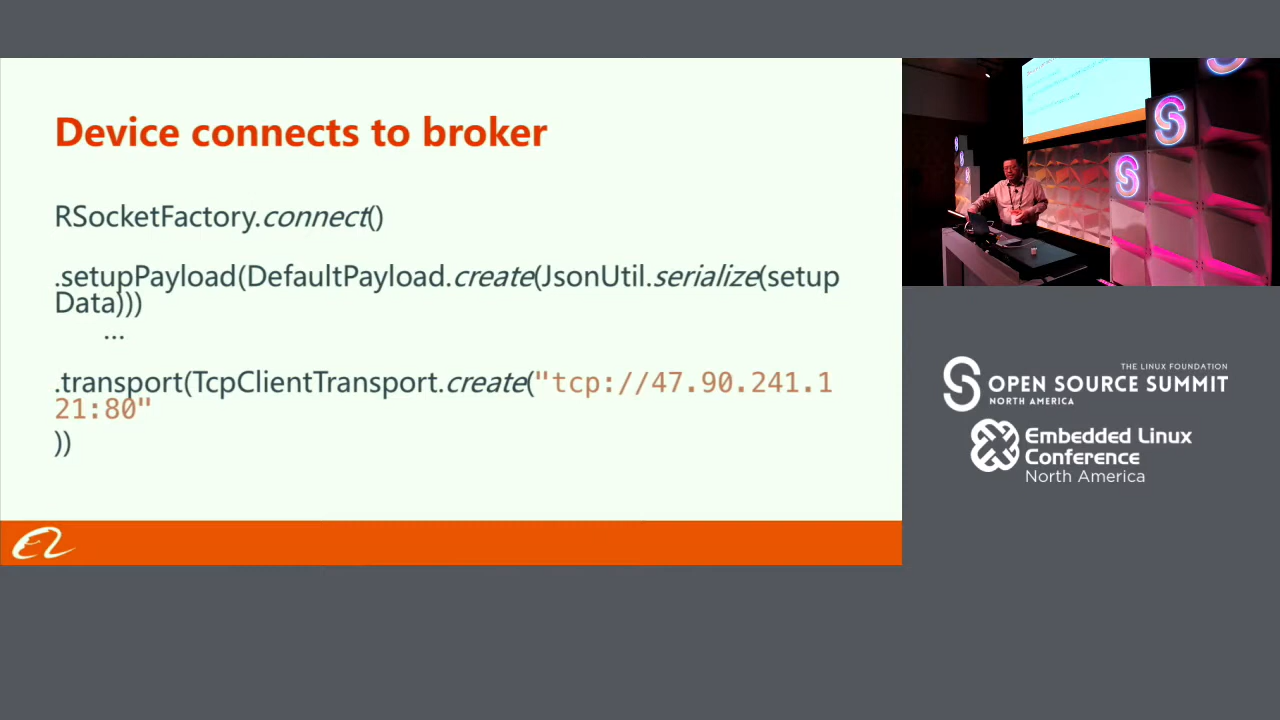 Device connects to broker
RSocketFactory.connect()
.setupPayload(DefaultPayload.create(JsonUtil.serialize(setup
Data)))
...
.transport(TcpClientTransport.create("tcp://47.90.241.1
21:80"
))
THE LINUX FOUNDATION
OPEN SOURCE SUMMIT
NORTH AMERICA
Embedded Linux
Conference
North America